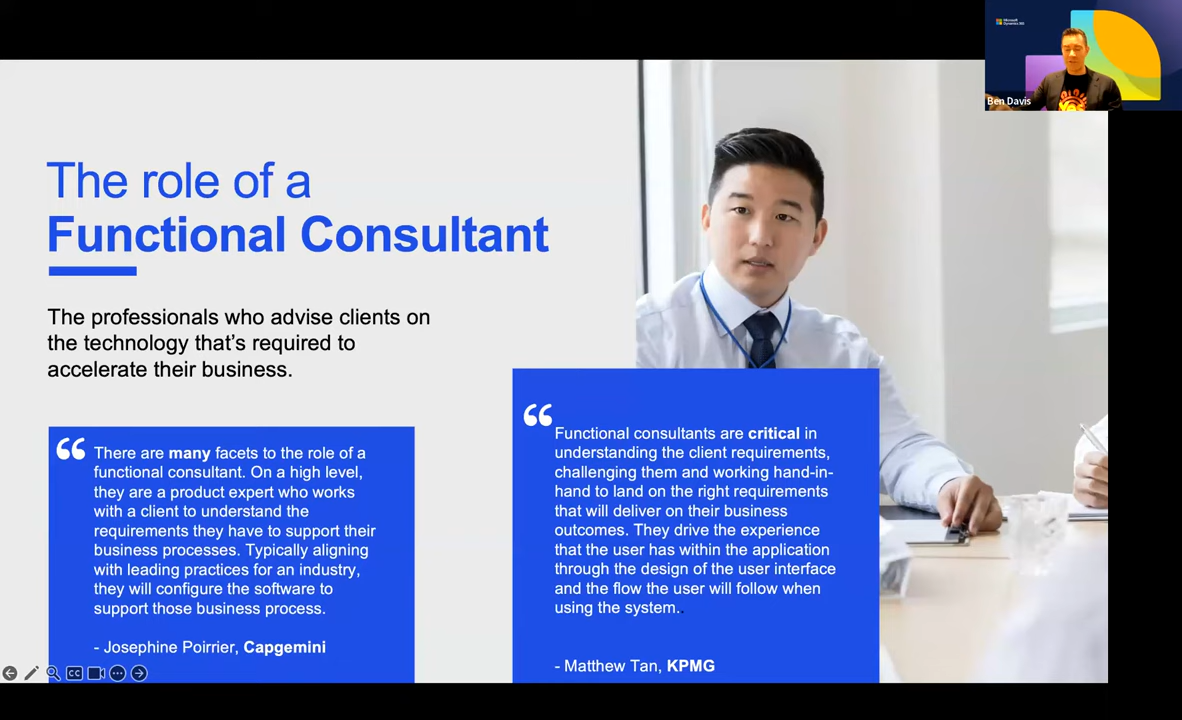 Microsoft
Dynamics 365
Ben Davis
The role of a
Functional Consultant
The professionals who advise clients on
the technology that's required to
accelerate their business.
“
There are many facets to the role of a
functional consultant. On a high level,
they are a product expert who works
with a client to understand the
requirements they have to support their
business processes. Typically aligning
with leading practices for an industry,
they will configure the software to
support those business process.
- Josephine Poirrier, Capgemini
“
Functional consultants are critical in
understanding the client requirements,
challenging them and working hand-in-
hand to land on the right requirements
that will deliver on their business
outcomes. They drive the experience
that the user has within the application
through the design of the user interface
and the flow the user will follow when
using the system..
- Matthew Tan, KPMG
CC